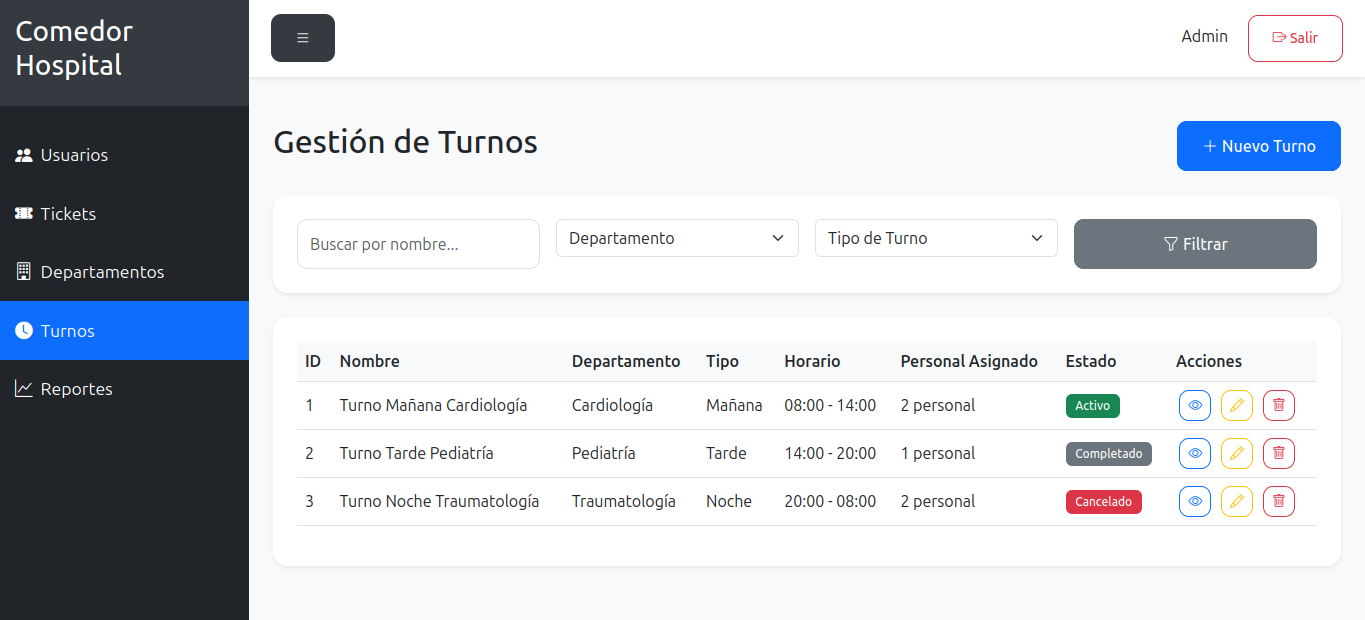 Comedor
Hospital
Admin
Salir
Usuarios
Tickets
Departamentos
Turnos
Reportes
Gestión de Turnos
+ Nuevo Turno
Buscar por nombre...
Departamento
Tipo de Turno
Filtrar
ID Nombre Departamento Tipo Horario Personal Asignado Estado Acciones
1 Turno Mañana Cardiología Cardiología Mañana 08:00 - 14:00 2 personal Activo
2 Turno Tarde Pediatría Pediatría Tarde 14:00 - 20:00 1 personal Completado
3 Turno Noche Traumatología Traumatología Noche 20:00 - 08:00 2 personal Cancelado